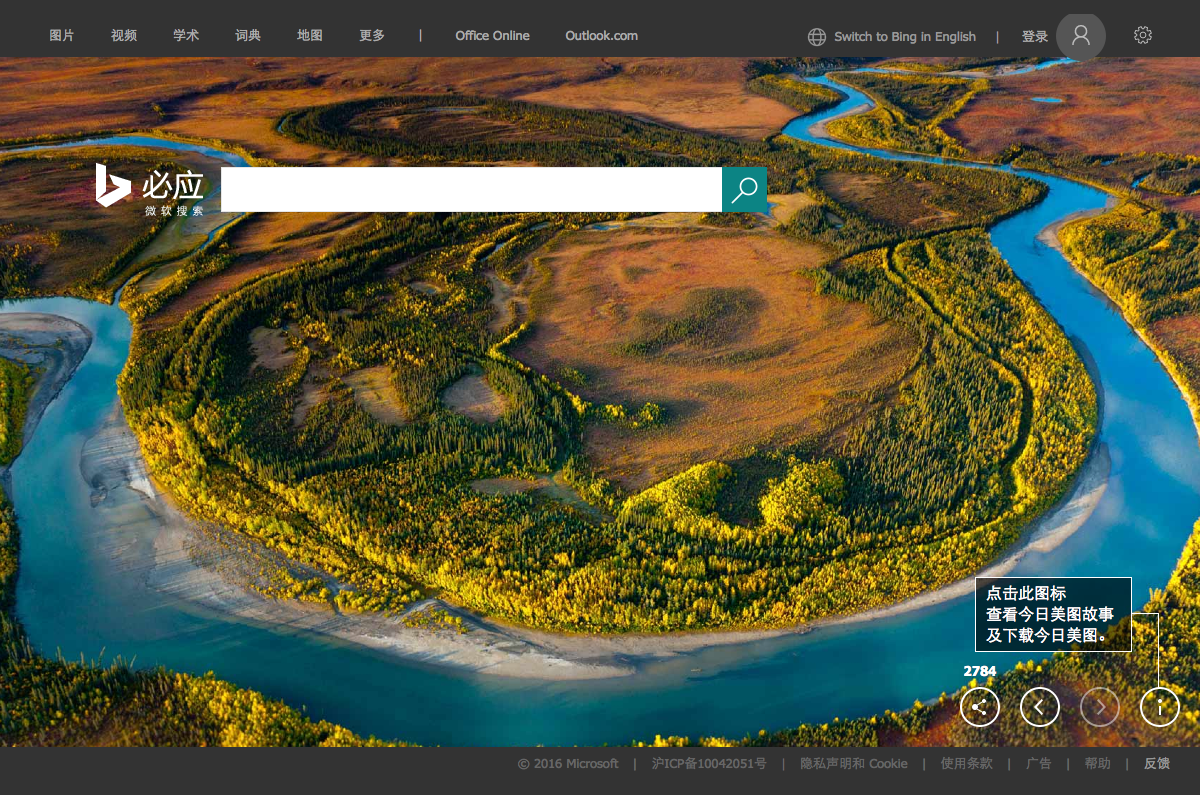 图片 视频 学术 词典 地图 更多 | Office Online Outlook.com Switch to Bing in English | 登录
必应
微软搜索
点击此图标
查看今日美图故事
及下载今日美图。
2784
© 2016 Microsoft | 沪ICP备10042051号 | 隐私声明和 Cookie | 使用条款 | 广告 | 帮助 | 反馈